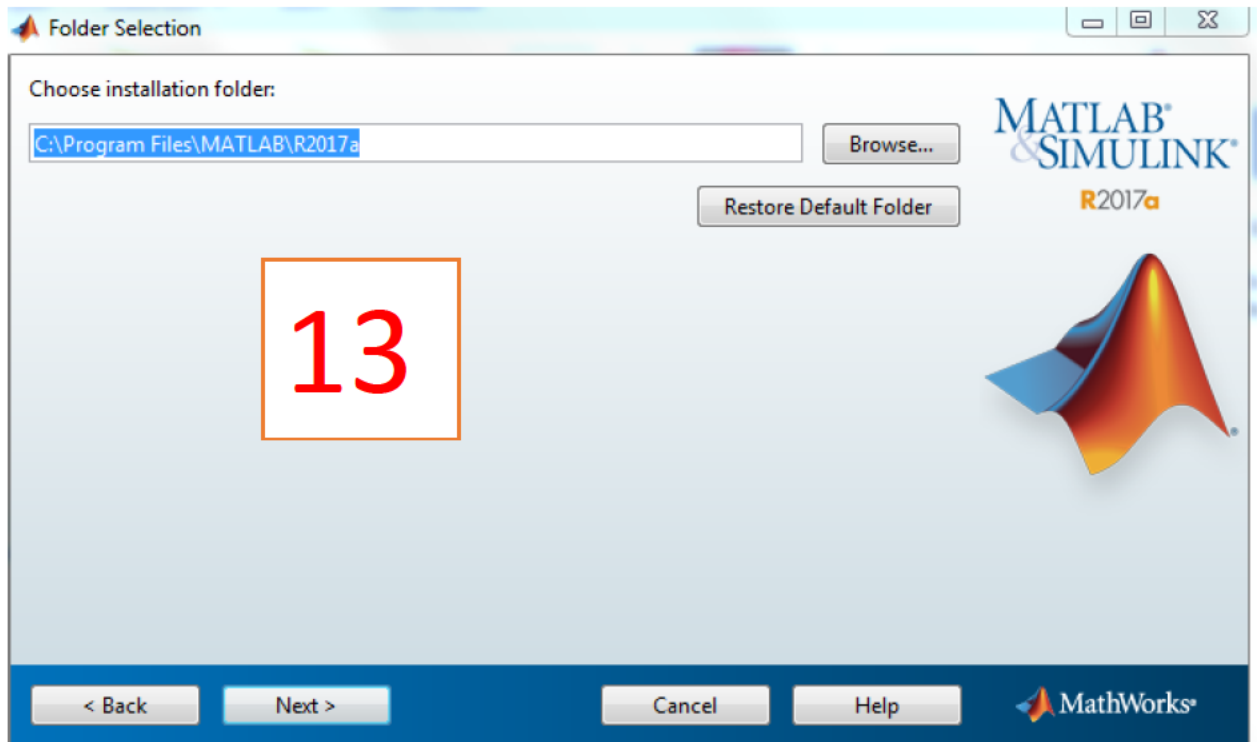 Folder Selection
Choose installation folder:
C:\Program Files\MATLAB\R2017a
Browse...
Restore Default Folder
MATLAB®
&SIMULINK®
R2017a
13
< Back
Next >
Cancel
Help
MathWorks®